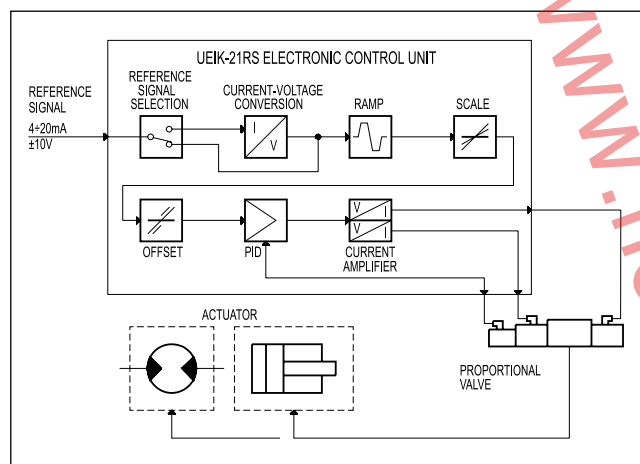 UEIK-21RS ELECTRONIC CONTROL UNIT
REFERENCE
SIGNAL
4÷20mA
±10V
REFERENCE
SIGNAL
SELECTION
CURRENT-VOLTAGE
CONVERSION
I
V
RAMP
SCALE
OFFSET
PID
V
I
V
I
CURRENT
AMPLIFIER
ACTUATOR
PROPORTIONAL
VALVE
www.